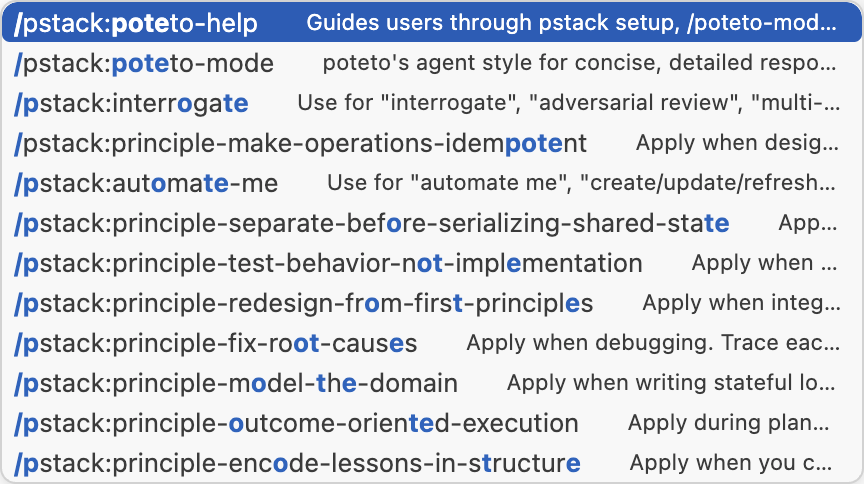 /pstack:poteto-help Guides users through pstack setup, /poteto-mod...
/pstack:poteto-mode poteto's agent style for concise, detailed respo...
/pstack:interrogate Use for "interrogate", "adversarial review", "multi-...
/pstack:principle-make-operations-idempotent Apply when desig...
/pstack:automate-me Use for "automate me", "create/update/refresh...
/pstack:principle-separate-before-serializing-shared-state App...
/pstack:principle-test-behavior-not-implementation Apply when ...
/pstack:principle-redesign-from-first-principles Apply when integ...
/pstack:principle-fix-root-causes Apply when debugging. Trace eac...
/pstack:principle-model-the-domain Apply when writing stateful lo...
/pstack:principle-outcome-oriented-execution Apply during plan...
/pstack:principle-encode-lessons-in-structure Apply when you c...